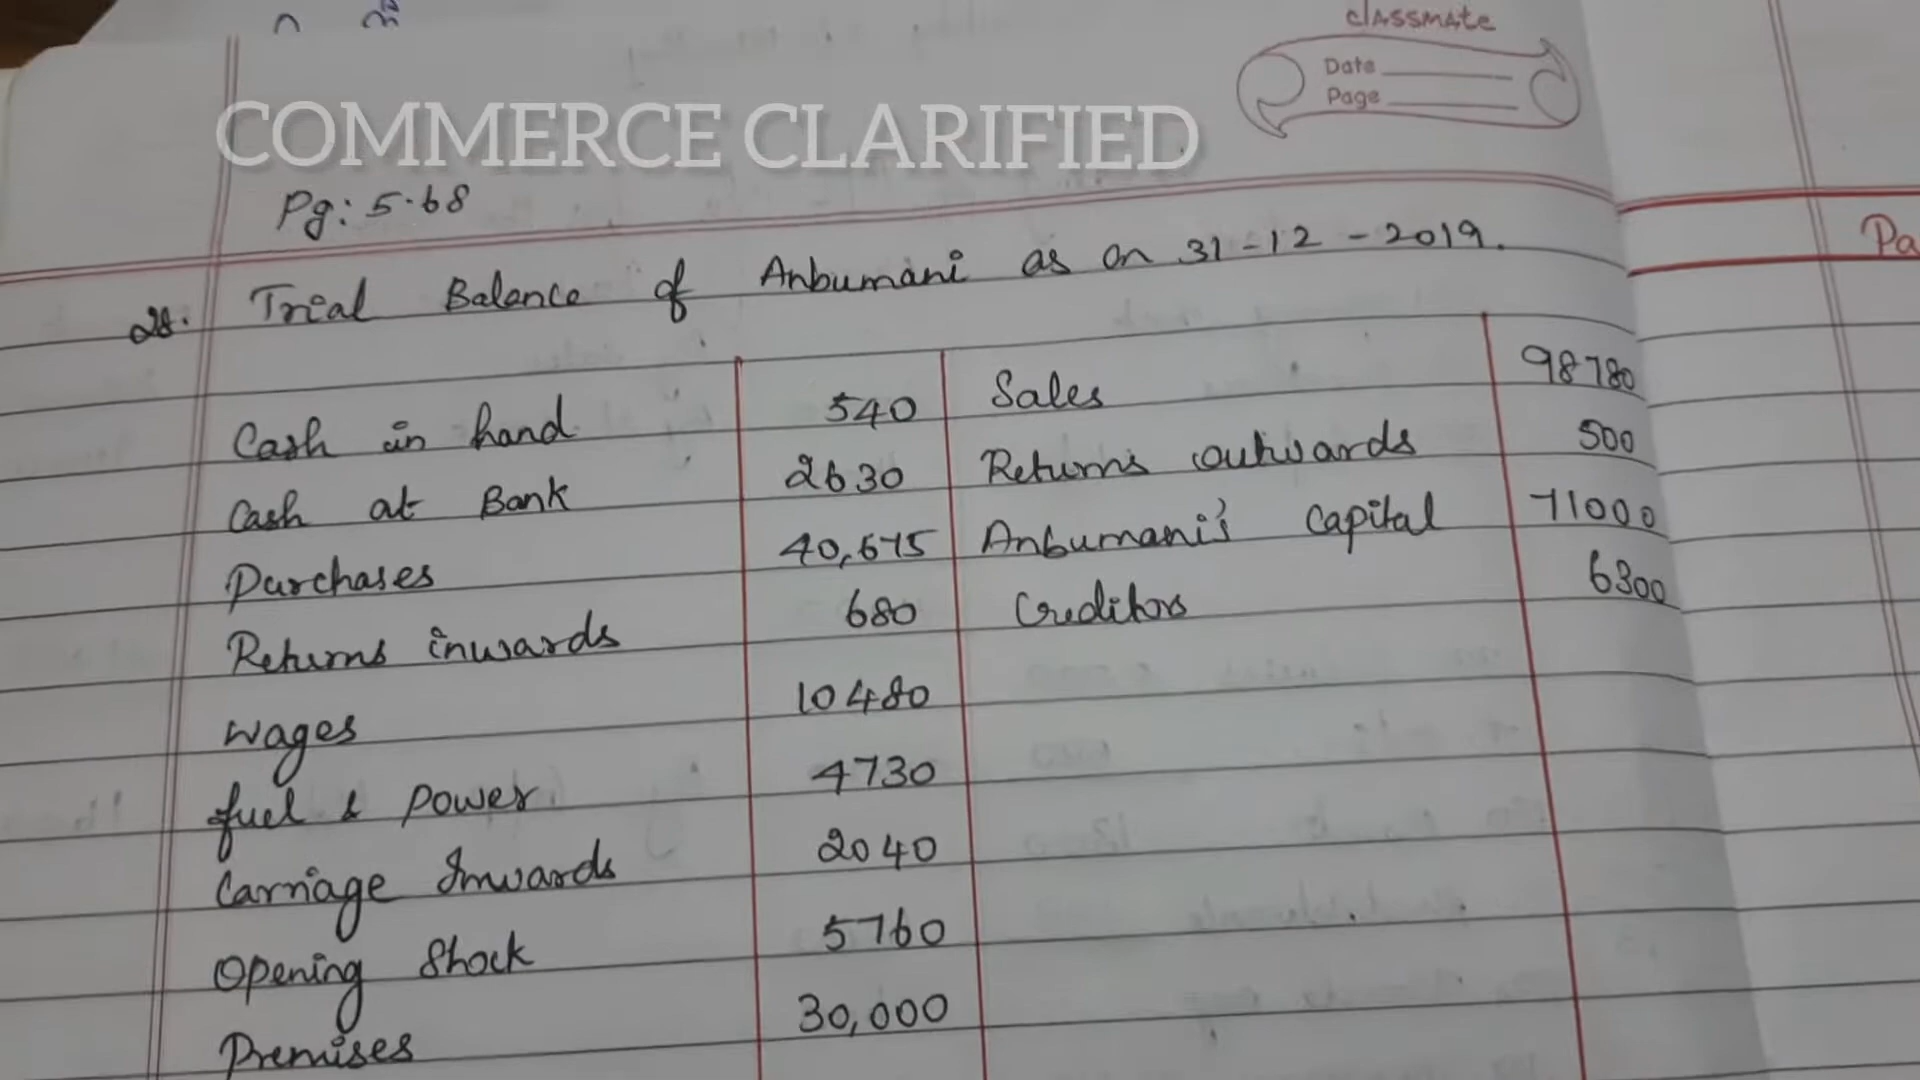 classmate
Date
Page
COMMERCE CLARIFIED
Pg: 5.68
28. Trial Balance of Anbumani as on 31-12-2019.
Cash in hand 540 Sales 98780
Cash at Bank 2630 Returns outwards 500
Purchases 40,675 Anbumani's Capital 71000
Returns inwards 680 Creditors 6300
Wages 10480
fuel & power 4730
Carriage Inwards 2040
Opening Stock 5760
Premises 30,000
Pa